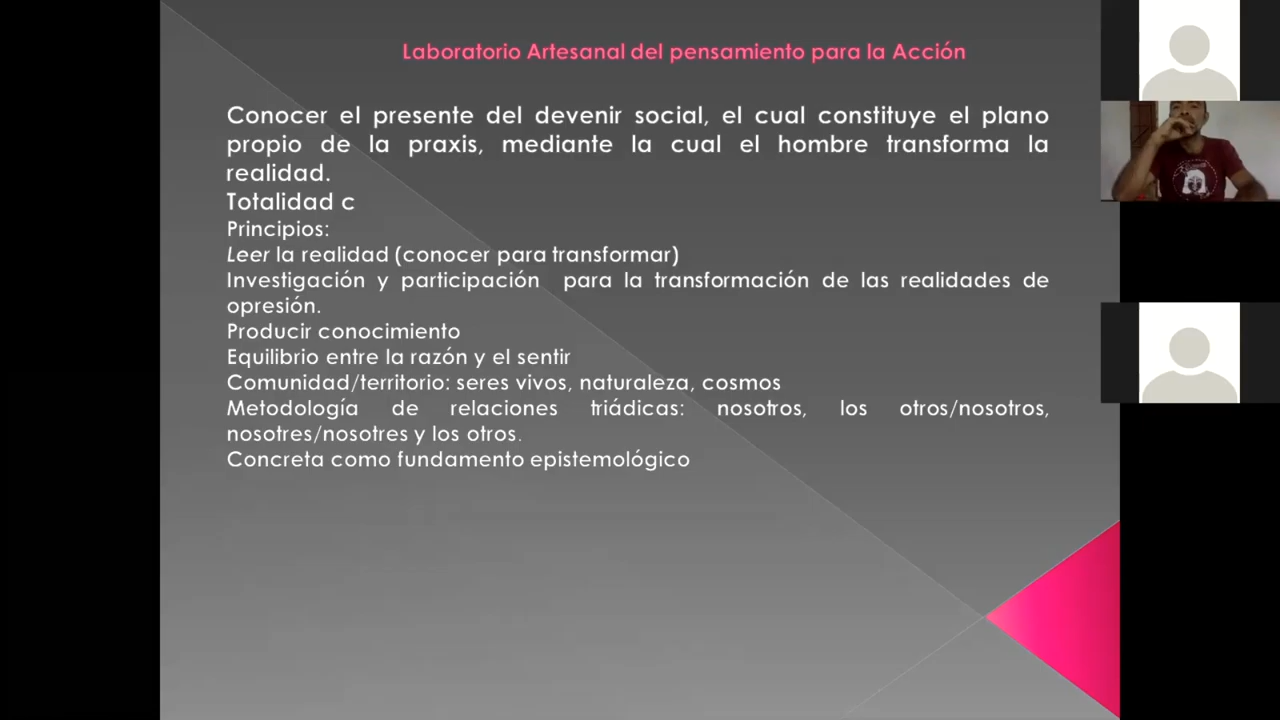 Laboratorio Artesanal del pensamiento para la Acción
Conocer el presente del devenir social, el cual constituye el plano
propio de la praxis, mediante la cual el hombre transforma la
realidad.
Totalidad c
Principios:
Leer la realidad (conocer para transformar)
Investigación y participación para la transformación de las realidades de
opresión.
Producir conocimiento
Equilibrio entre la razón y el sentir
Comunidad/territorio: seres vivos, naturaleza, cosmos
Metodología de relaciones triádicas: nosotros, los otros/nosotros,
nosotres/nosotres y los otros.
Concreta como fundamento epistemológico